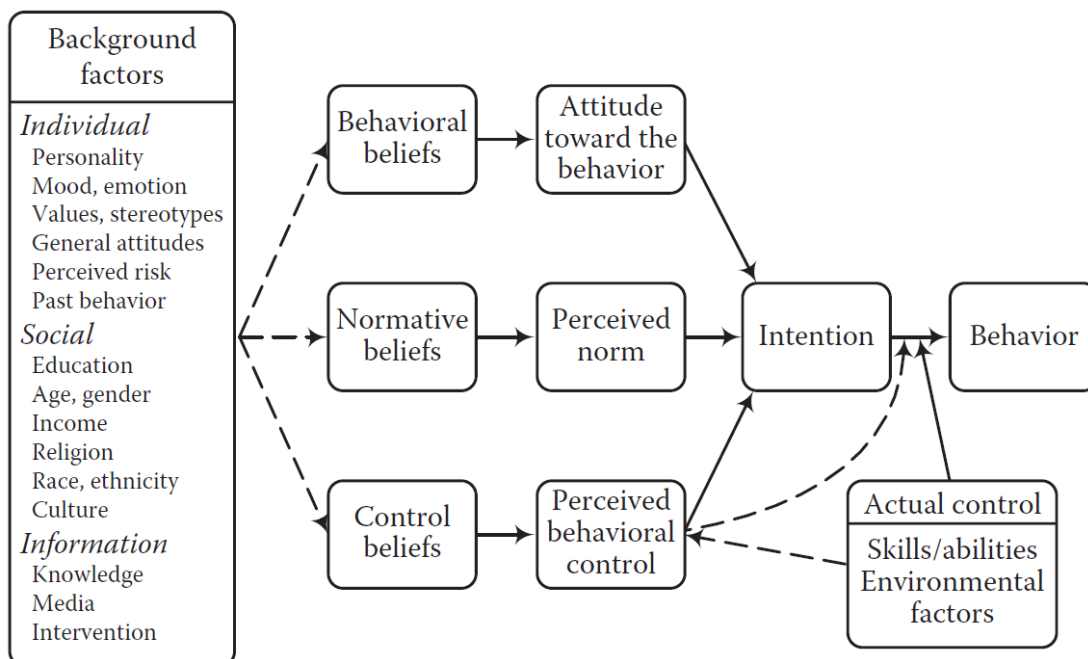 Background
factors
Individual
Personality
Mood, emotion
Values, stereotypes
General attitudes
Perceived risk
Past behavior
Social
Education
Age, gender
Income
Religion
Race, ethnicity
Culture
Information
Knowledge
Media
Intervention
Behavioral
beliefs
Attitude
toward the
behavior
Normative
beliefs
Perceived
norm
Intention
Behavior
Control
beliefs
Perceived
behavioral
control
Actual control
Skills/abilities
Environmental
factors